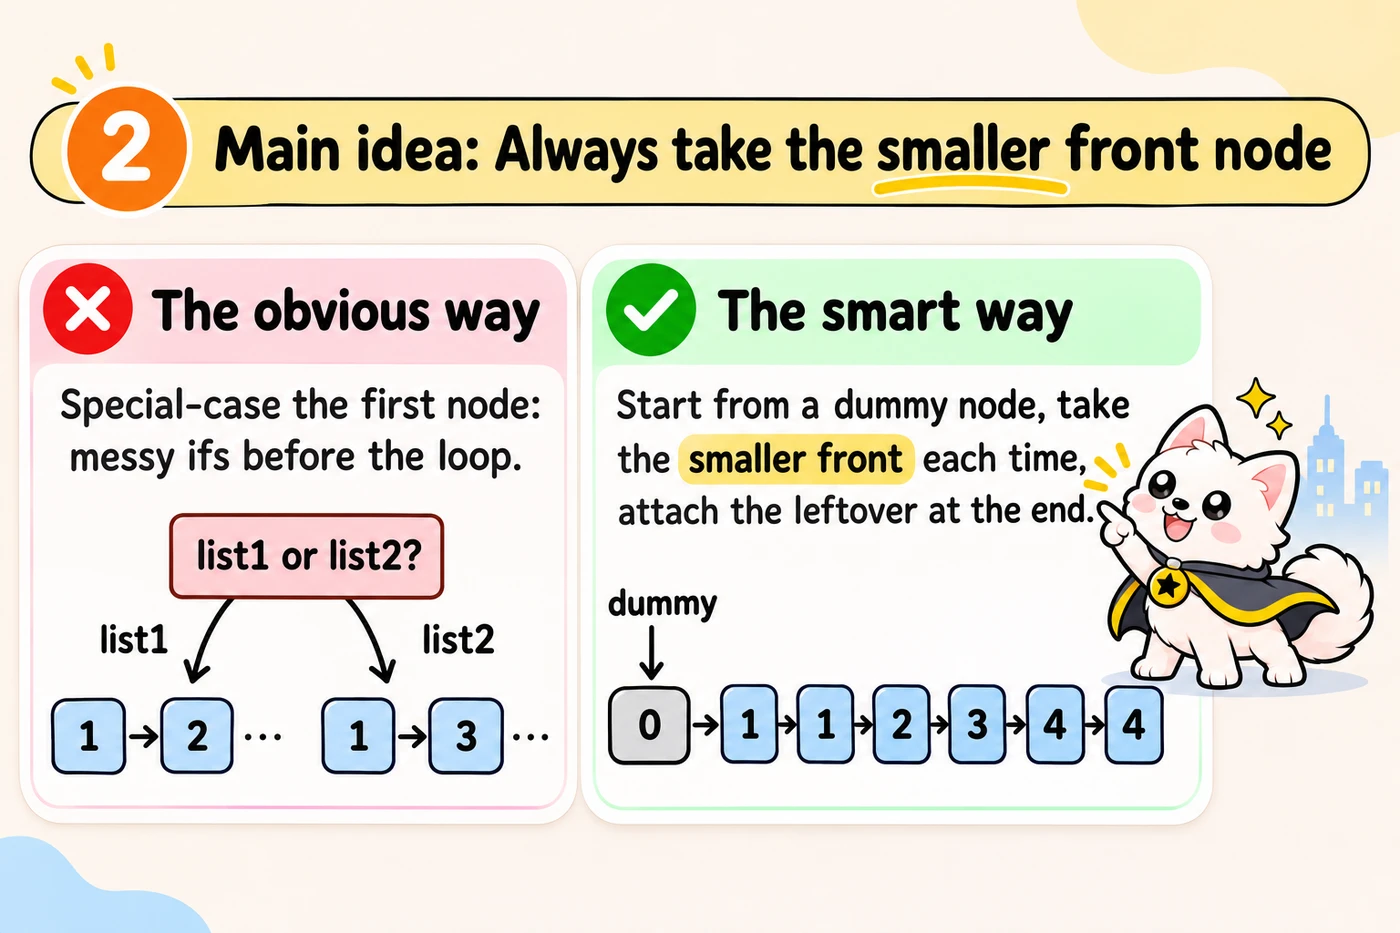 2
Main idea: Always take the smaller front node
The obvious way
Special-case the first node:
messy ifs before the loop.
list1 or list2?
list1
list2
1 2 ... 1 3 ...
The smart way
Start from a dummy node, take
the smaller front each time,
attach the leftover at the end.
dummy
0 1 1 2 3 4 4